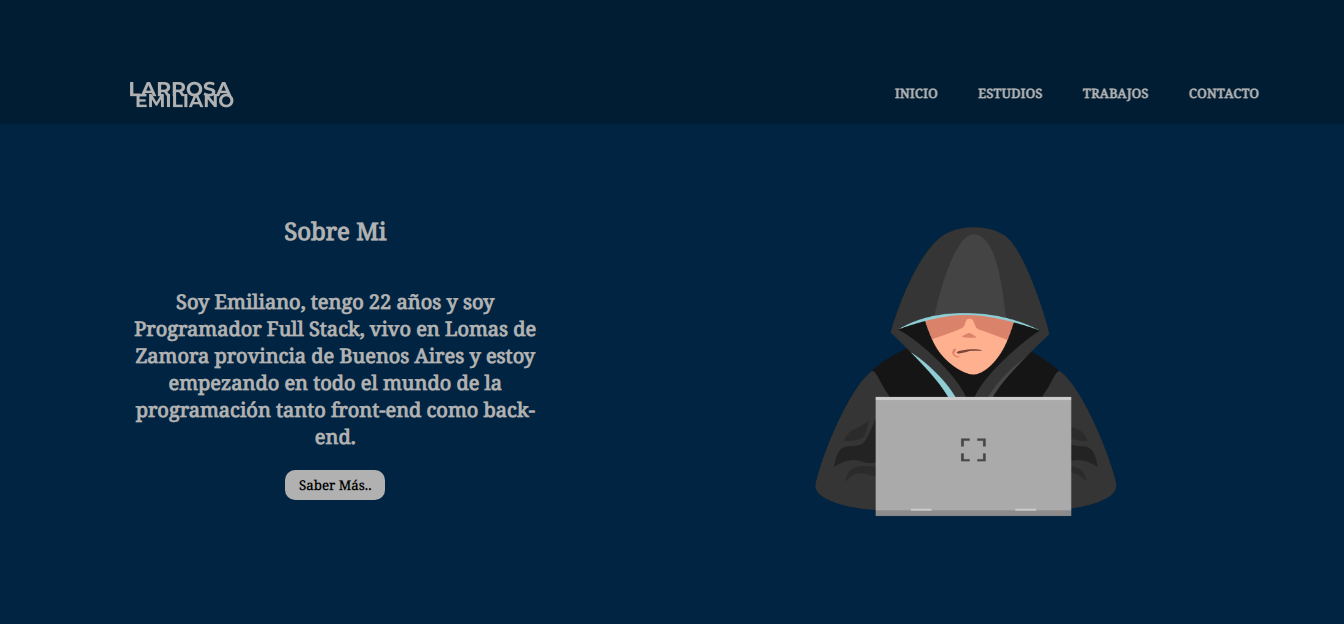 LARROSA
EMILIANO
INICIO ESTUDIOS TRABAJOS CONTACTO
Sobre Mi
Soy Emiliano, tengo 22 años y soy
Programador Full Stack, vivo en Lomas de
Zamora provincia de Buenos Aires y estoy
empezando en todo el mundo de la
programación tanto front-end como back-
end.
Saber Más..